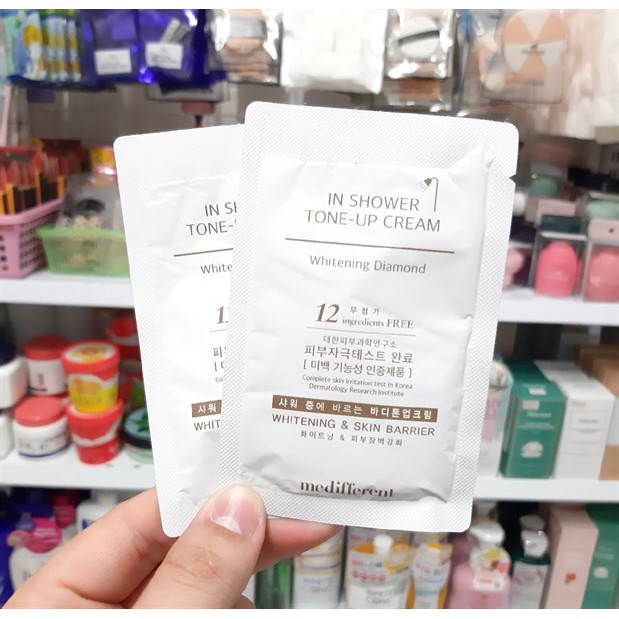 IN SHOWER
TONE-UP CREAM
Whitening Diamond
12 무첨가
ingredients FREE
대한피부과학연구소
피부자극테스트 완료
[ 미백 기능성 인증제품 ]
Complete skin irritation test in Korea
Dermatology Research Institute
샤워 중에 바르는 바디톤업크림
WHITENING & SKIN BARRIER
화이트닝 & 피부장벽강화
medifferent
IN SHOWER
TONE-U
Whitenin
샤워
WHITENI